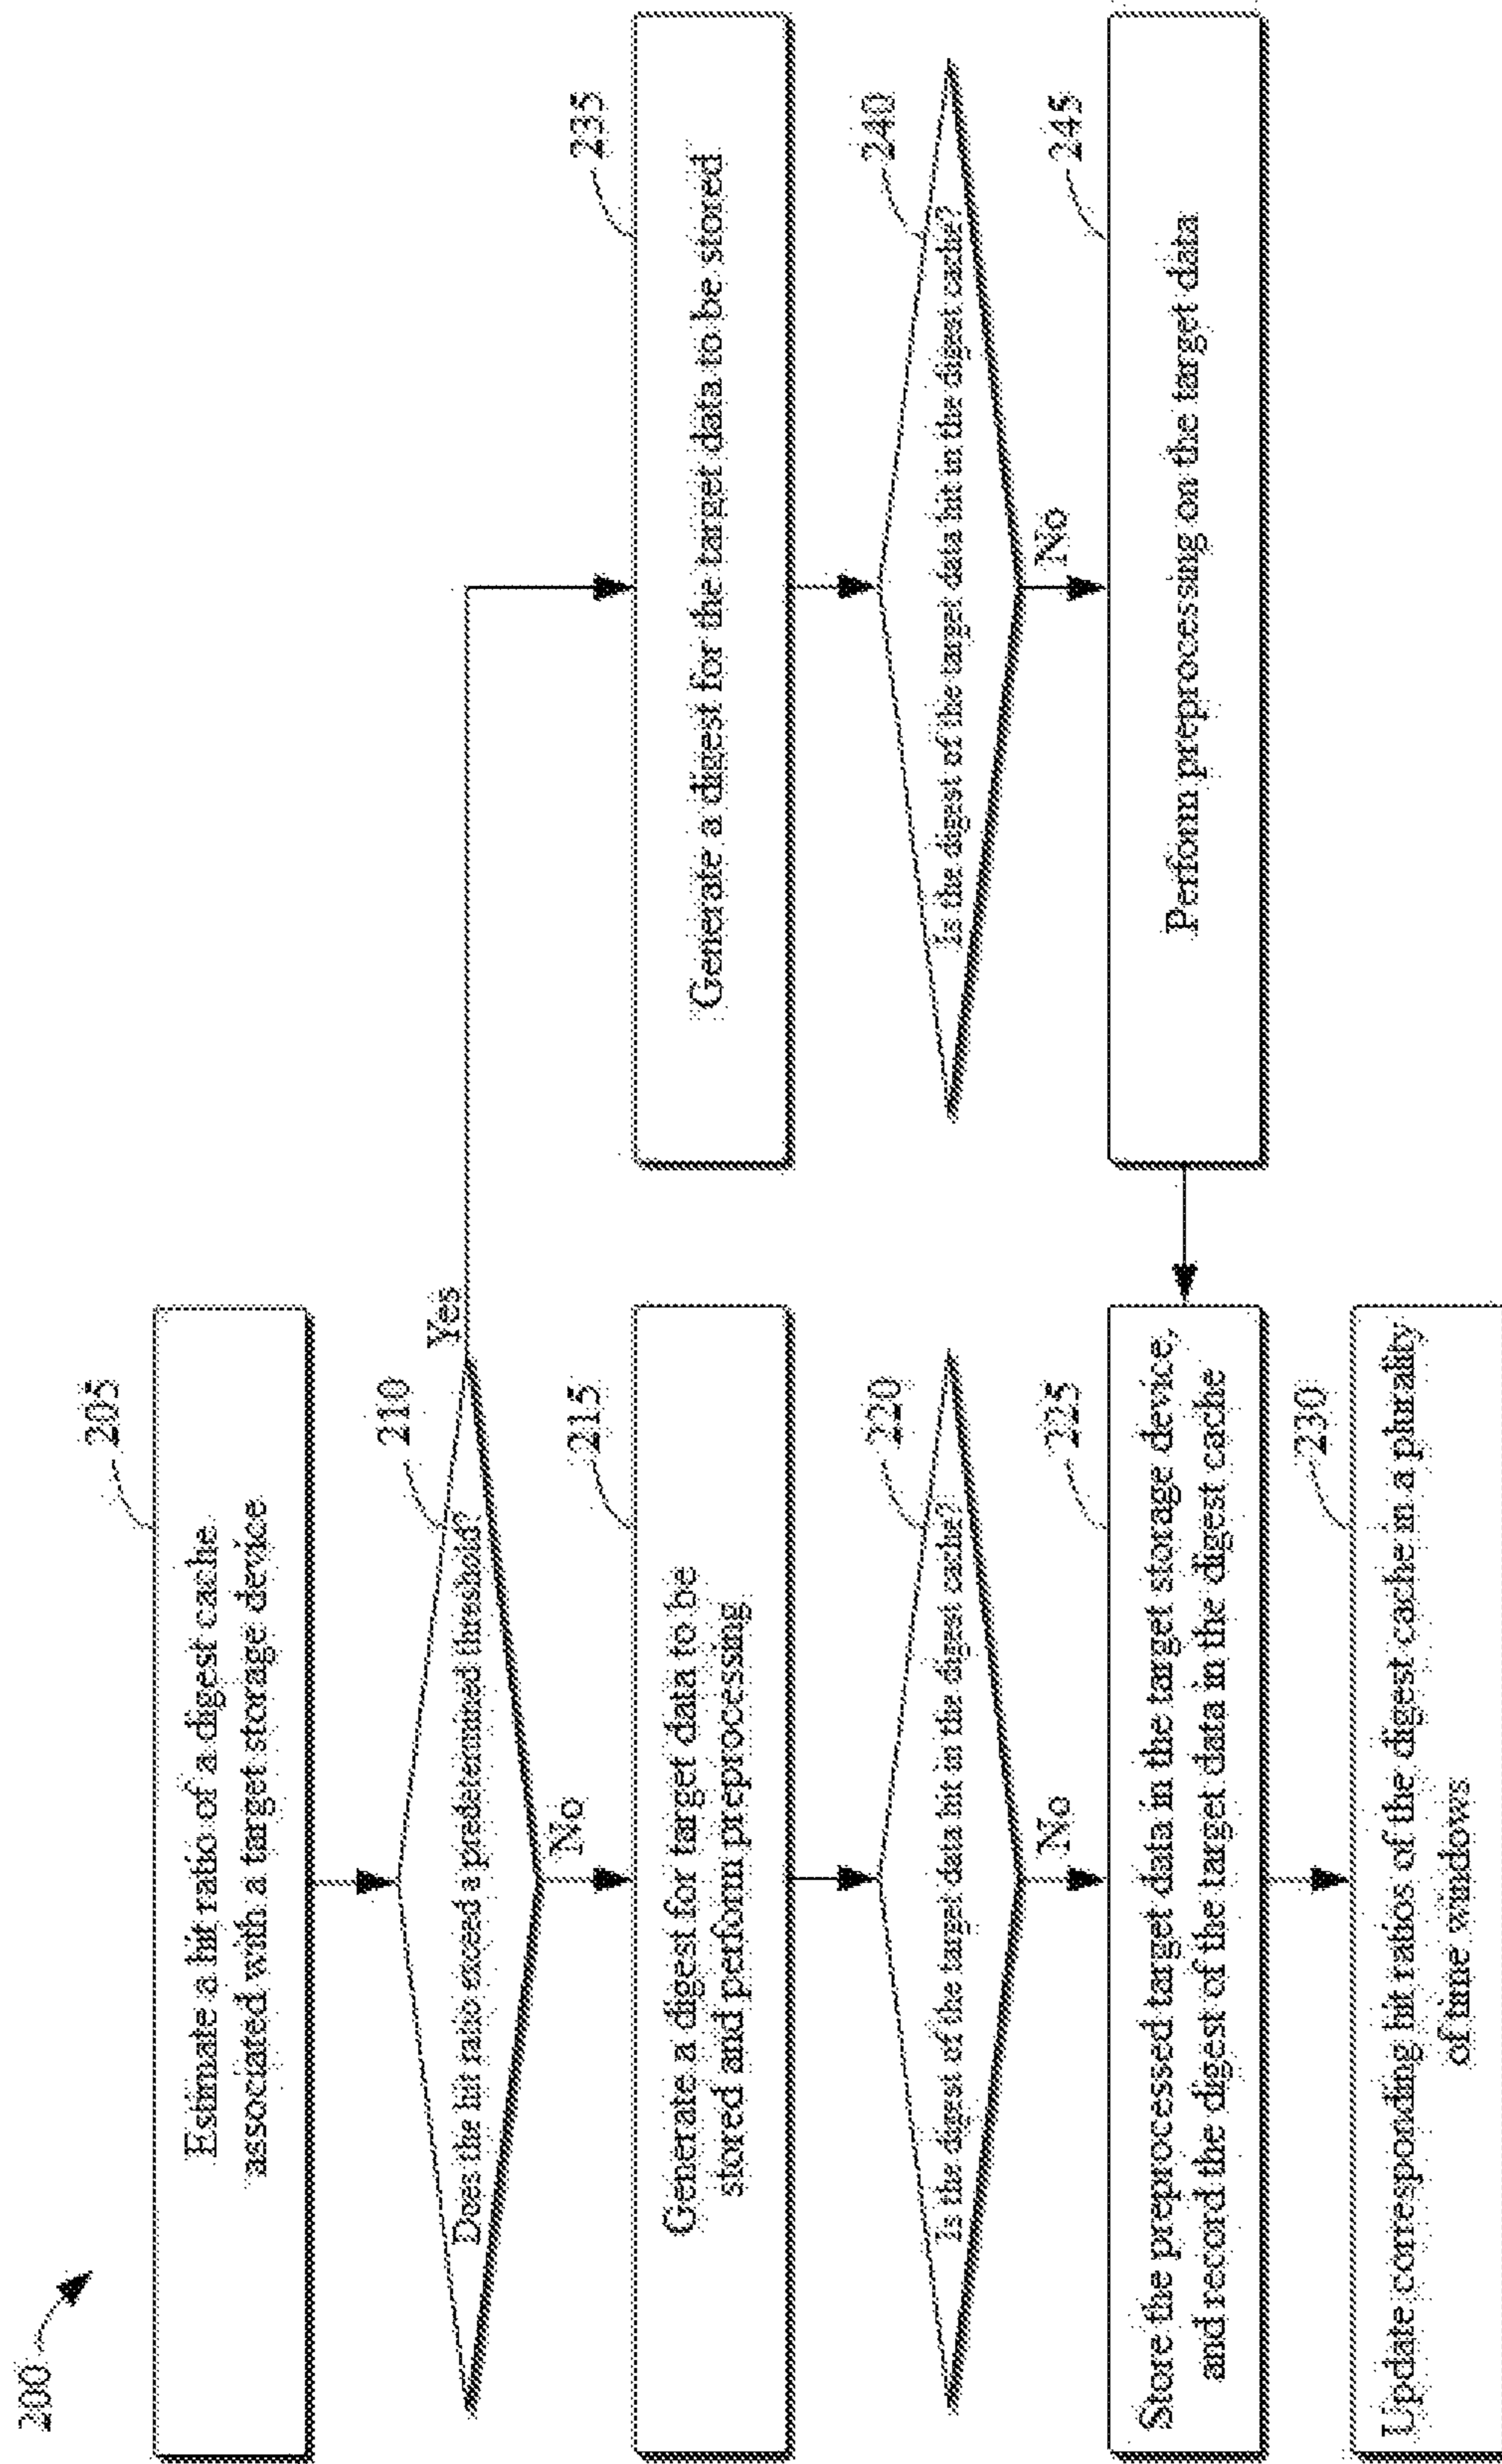 200
205
Estimate a hit ratio of a digest cache
associated with a target storage device
210
Does the hit ratio exceed a predetermined threshold?
Yes
No
215
Generate a digest for target data to be
stored and perform preprocessing
220
Is the digest of the target data hit in the digest cache?
No
225
Store the preprocessed target data in the target storage device,
and record the digest of the target data in the digest cache
230
Update corresponding hit ratios of the digest cache in a plurality
of time windows
235
Generate a digest for the target data to be stored
240
Is the digest of the target data hit in the digest cache?
No
245
Perform preprocessing on the target data